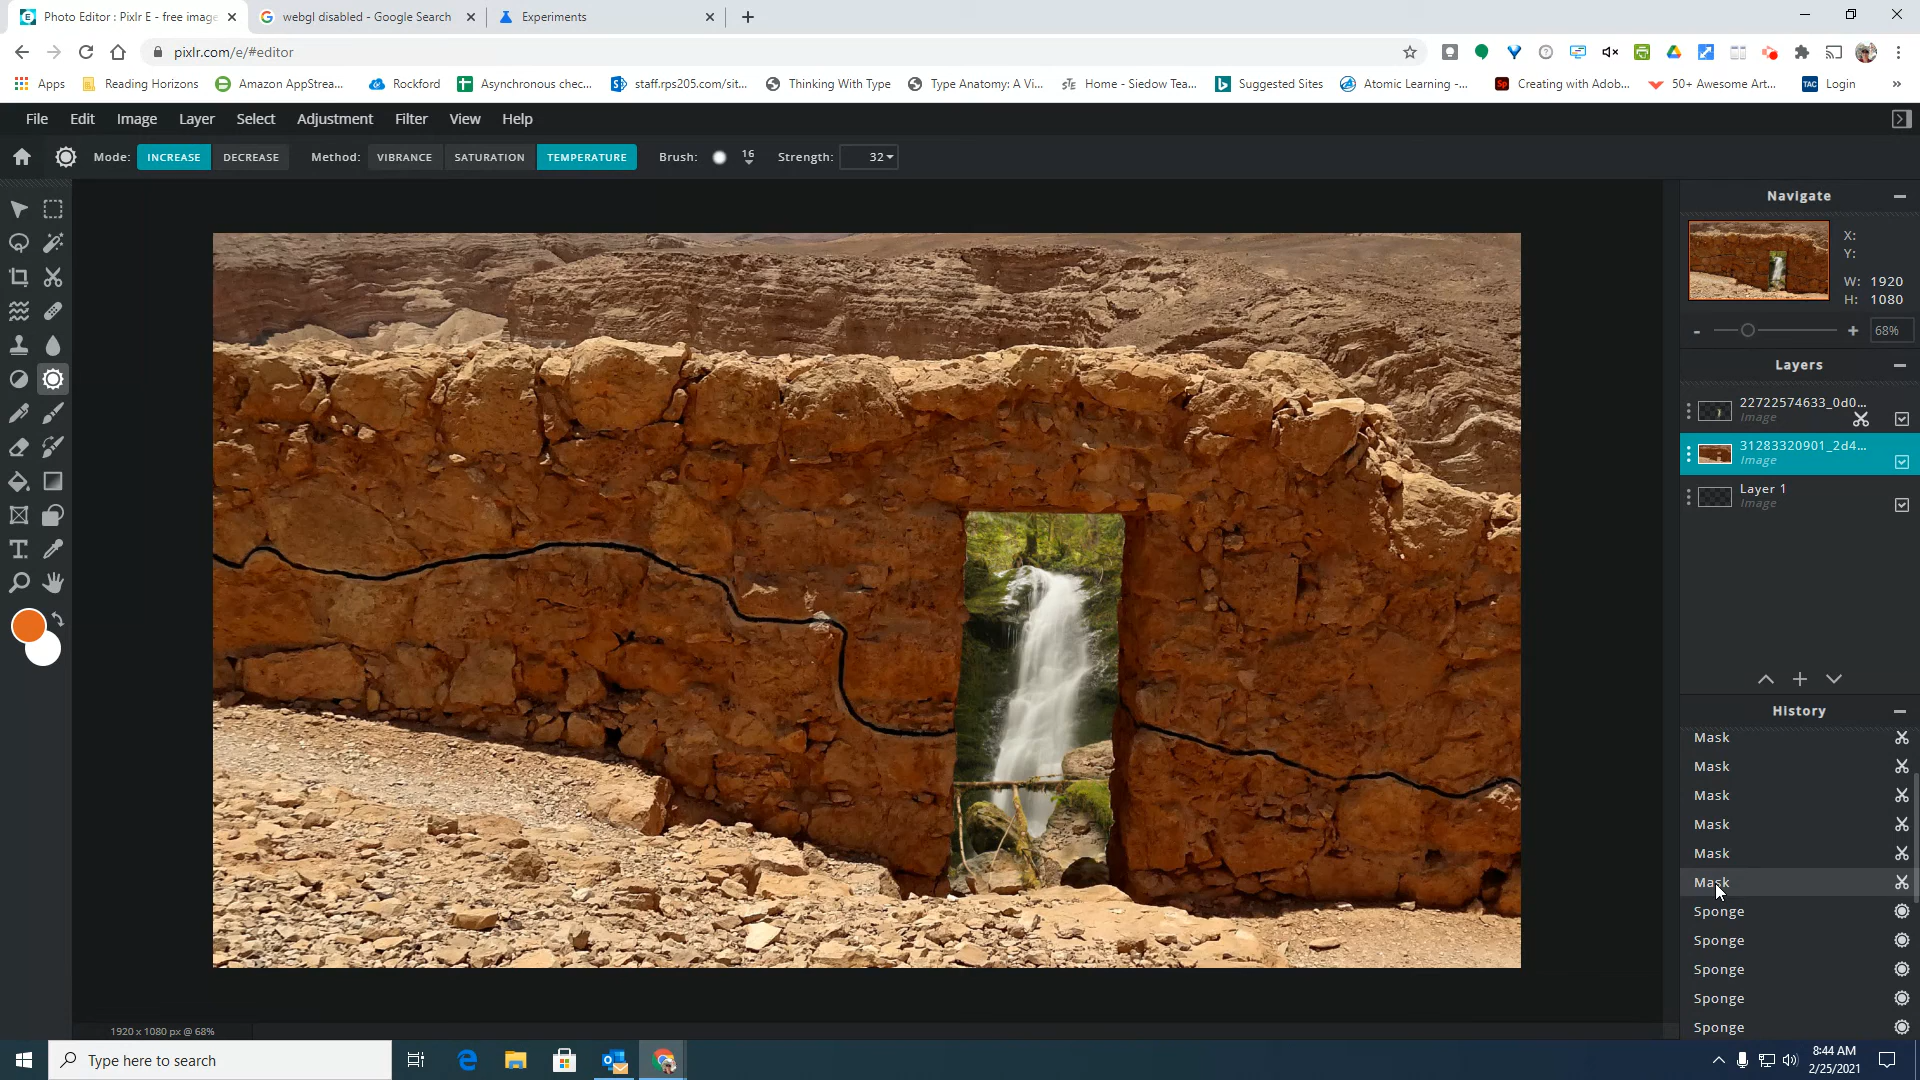 Photo Editor : Pixlr E - free image
webgl disabled - Google Search
Experiments
pixlr.com/e/#editor
Apps
Reading Horizons
Amazon AppStrea...
Rockford
Asynchronous chec...
staff.rps205.com/sit...
Thinking With Type
Type Anatomy: A Vi...
Home - Siedow Tea...
Suggested Sites
Atomic Learning -...
Creating with Adob...
50+ Awesome Art...
TAC Login
File Edit Image Layer Select Adjustment Filter View Help
Mode: INCREASE DECREASE Method: VIBRANCE SATURATION TEMPERATURE Brush: 16 Strength: 32
Navigate
X:
Y:
W: 1920
H: 1080
- + 68%
Layers
22722574633_0d0...
Image
31283320901_2d4...
Image
Layer 1
Image
History
Mask
Mask
Mask
Mask
Mask
Mask
Sponge
Sponge
Sponge
Sponge
Sponge
1920 x 1080 px @ 68%
Type here to search
8:44 AM
2/25/2021